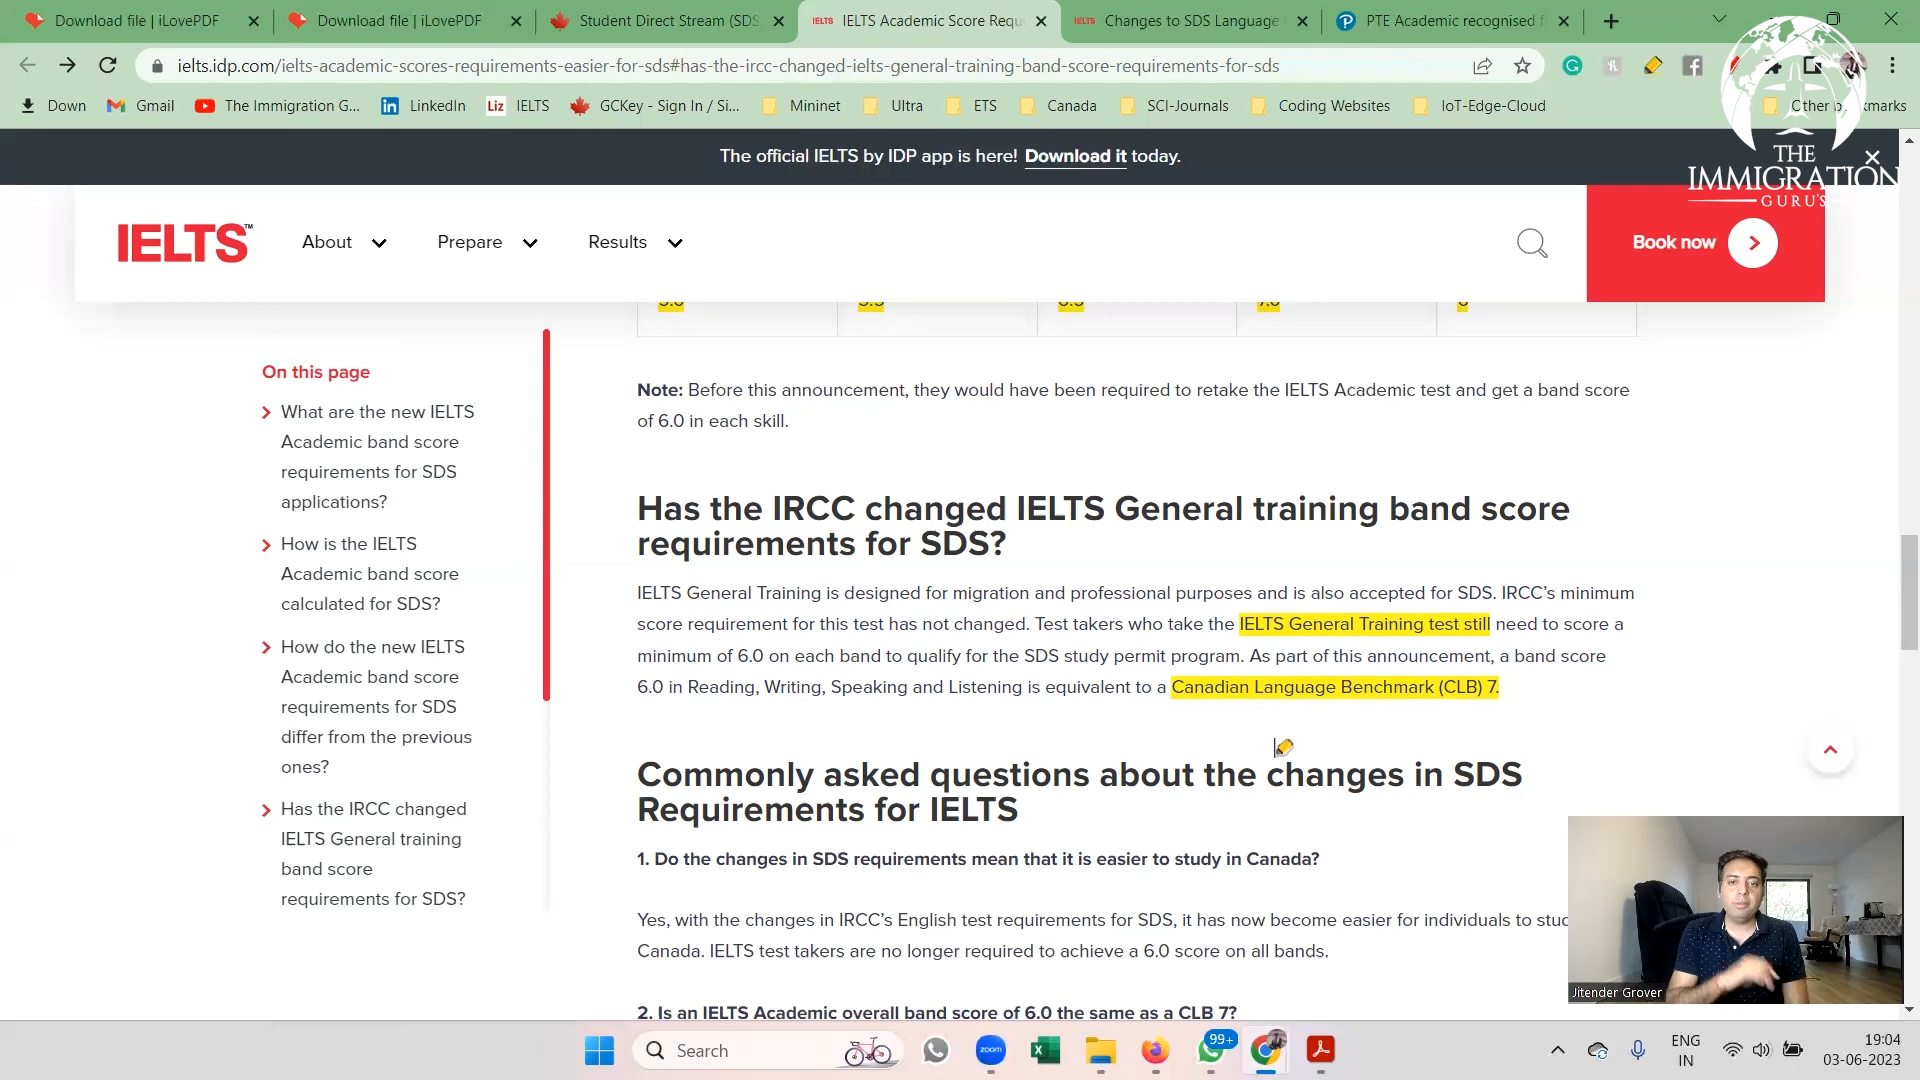 Download file | iLovePDF
Download file | iLovePDF
Student Direct Stream (SDS
IELTS IELTS Academic Score Requ
IELTS Changes to SDS Language
PTE Academic recognised f
ielts.idp.com/ielts-academic-scores-requirements-easier-for-sds#has-the-ircc-changed-ielts-general-training-band-score-requirements-for-sds
Down
Gmail
The Immigration G...
LinkedIn
Liz IELTS
GCKey - Sign In / Si...
Mininet
Ultra
ETS
Canada
SCI-Journals
Coding Websites
IoT-Edge-Cloud
THE
IMMIGRATION
GURU'S
The official IELTS by IDP app is here! Download it today.
IELTS™
About
Prepare
Results
Book now
On this page
What are the new IELTS
Academic band score
requirements for SDS
applications?
How is the IELTS
Academic band score
calculated for SDS?
How do the new IELTS
Academic band score
requirements for SDS
differ from the previous
ones?
Has the IRCC changed
IELTS General training
band score
requirements for SDS?
Note: Before this announcement, they would have been required to retake the IELTS Academic test and get a band score
of 6.0 in each skill.
Has the IRCC changed IELTS General training band score
requirements for SDS?
IELTS General Training is designed for migration and professional purposes and is also accepted for SDS. IRCC's minimum
score requirement for this test has not changed. Test takers who take the IELTS General Training test still need to score a
minimum of 6.0 on each band to qualify for the SDS study permit program. As part of this announcement, a band score
6.0 in Reading, Writing, Speaking and Listening is equivalent to a Canadian Language Benchmark (CLB) 7.
Commonly asked questions about the changes in SDS
Requirements for IELTS
1. Do the changes in SDS requirements mean that it is easier to study in Canada?
Yes, with the changes in IRCC's English test requirements for SDS, it has now become easier for individuals to
Canada. IELTS test takers are no longer required to achieve a 6.0 score on all bands.
2. Is an IELTS Academic overall band score of 6.0 the same as a CLB 7?
Jitender Grover
Search
zoom
99+
ENG
IN
19:04
03-06-2023